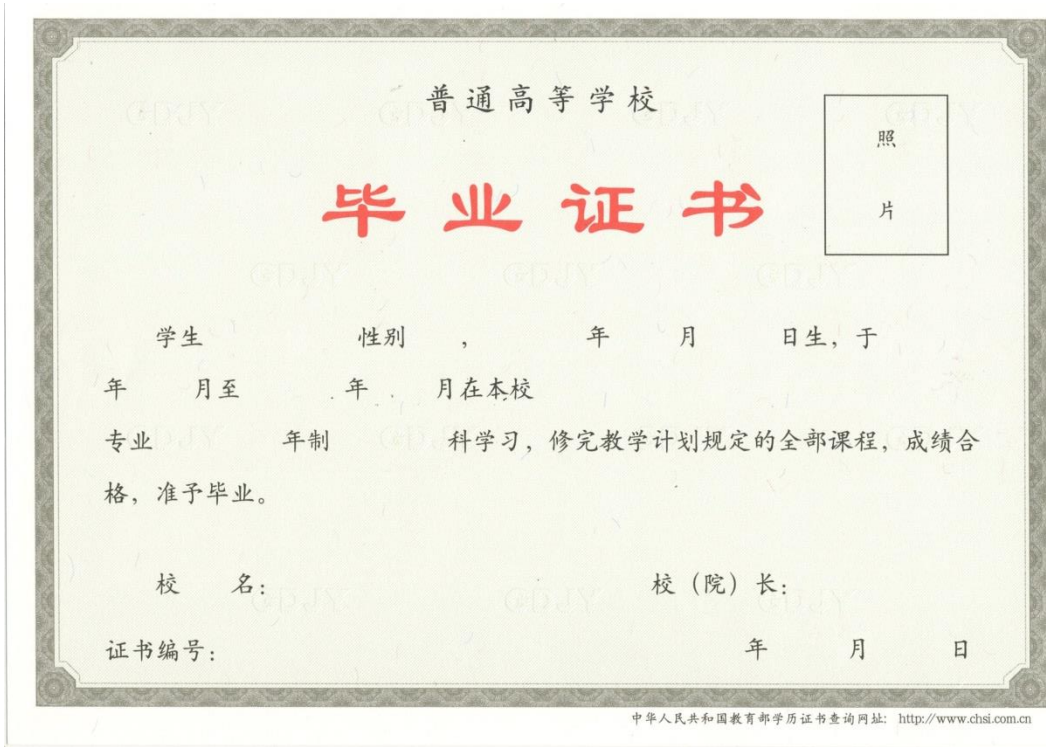 普通高等学校
照
片
毕业证书
学生 性别 , 年 月 日生，于
年 月至 年 月在本校
专业 年制 科学习，修完教学计划规定的全部课程，成绩合
格，准予毕业。
校 名： 校（院）长：
证书编号： 年 月 日
中华人民共和国教育部学历证书查询网址： http://www.chsi.com.cn